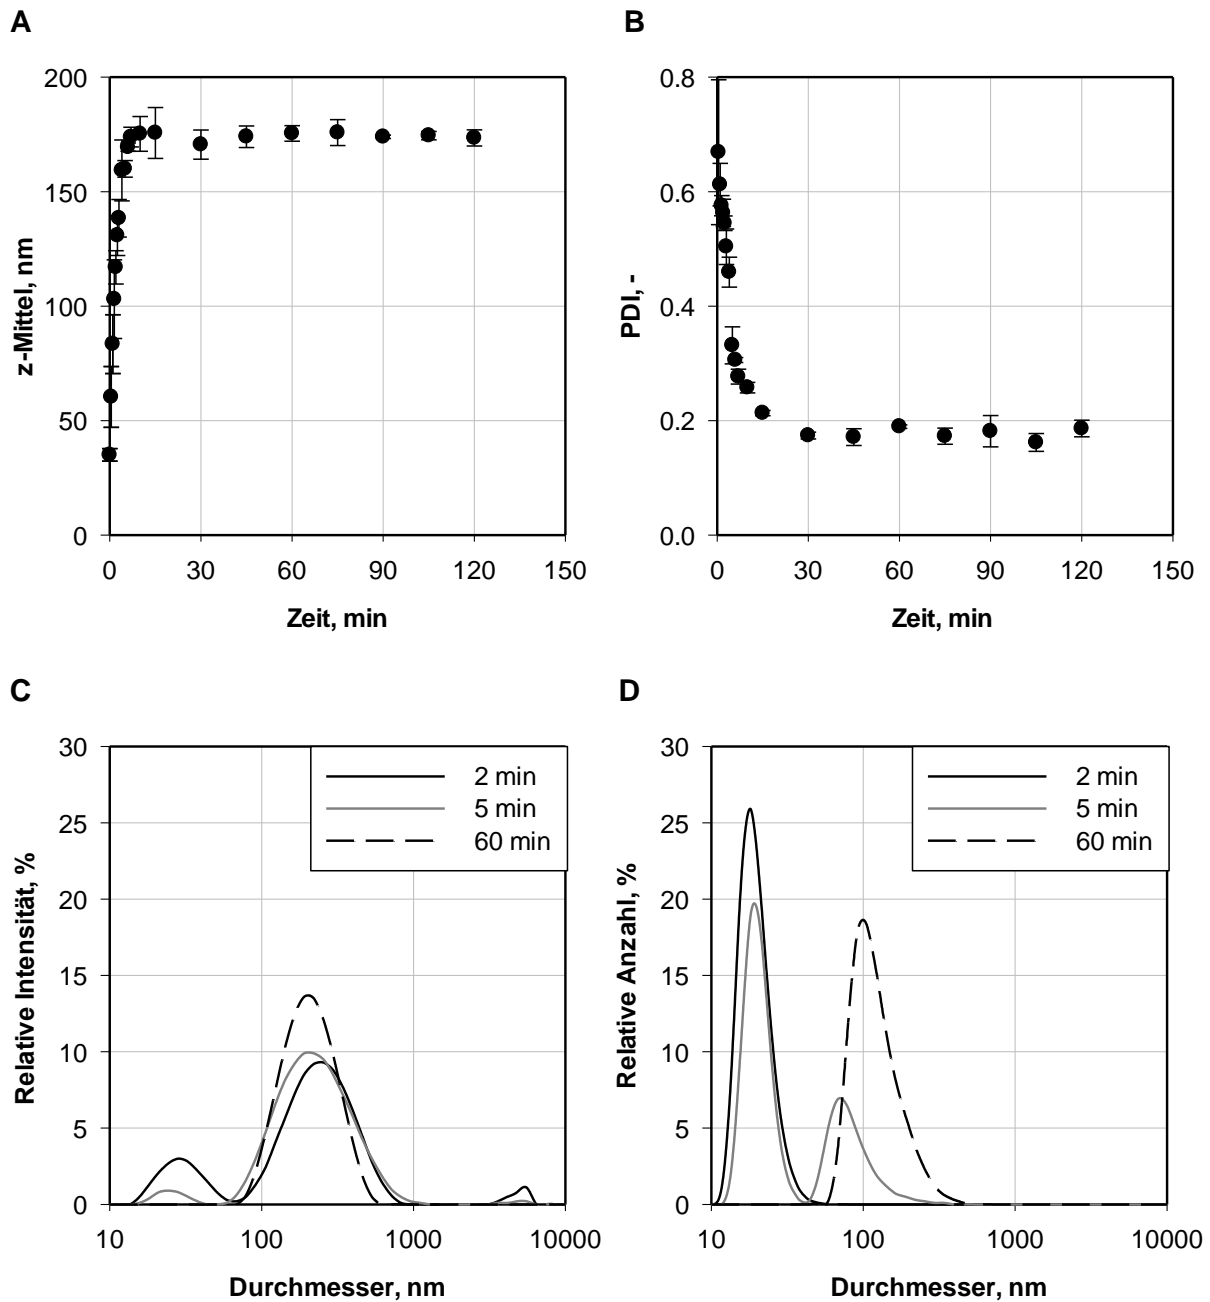 A
B
200
150
100
50
0
z-Mittel, nm
0 30 60 90 120 150
Zeit, min
0.8
0.6
0.4
0.2
0.0
PDI, -
0 30 60 90 120 150
Zeit, min
C
D
30
25
20
15
10
5
0
Relative Intensität, %
2 min
5 min
60 min
10 100 1000 10000
Durchmesser, nm
30
25
20
15
10
5
0
Relative Anzahl, %
2 min
5 min
60 min
10 100 1000 10000
Durchmesser, nm